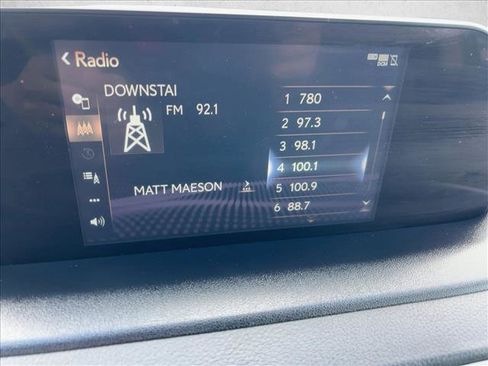 Radio
DCM
DOWNSTAI
FM 92.1
1 780
2 97.3
3 98.1
4 100.1
5 100.9
6 88.7
MATT MAESON